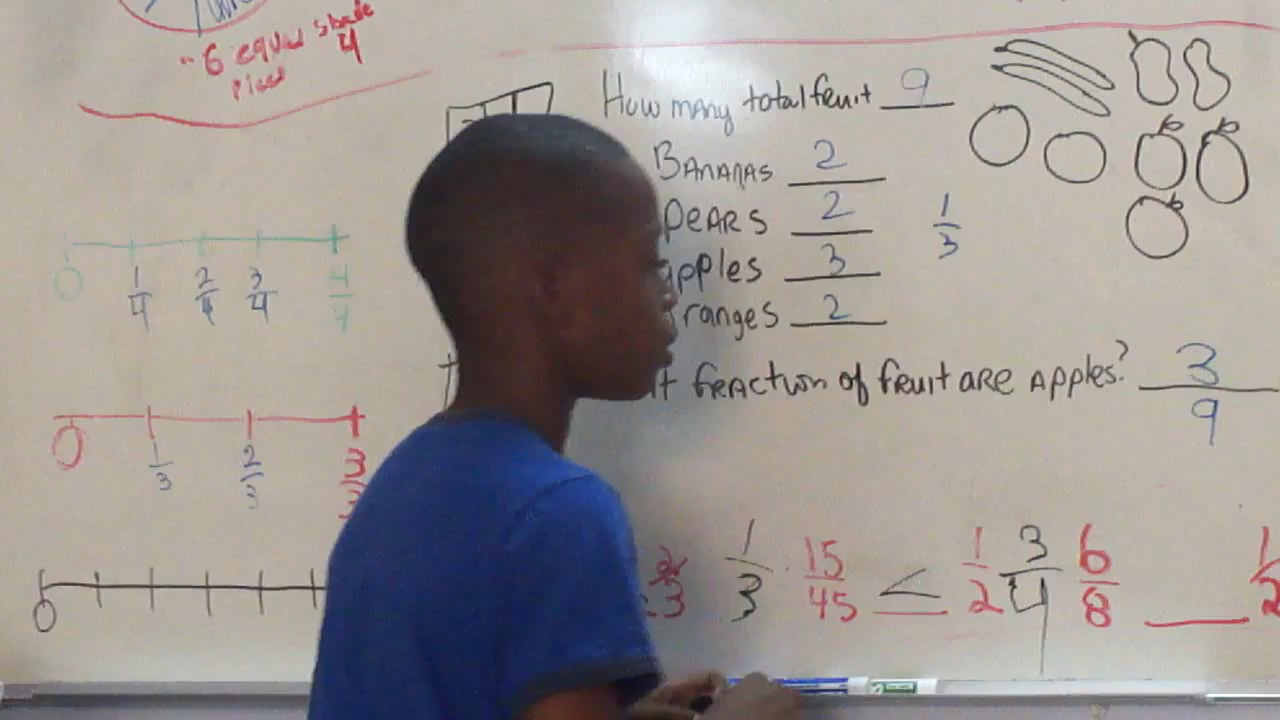 6 equal shade
4
How many total fruit 9
BANANAS 2
PEARS 2
1/3
apples 3
ranges 2
FRACTION of fruit are Apples? 3/9
0 1/4 2/4 3/4 4/4
0 1/3 2/3 3/3
0
1/3 15/45 < 1/2 3/4 6/8 ___ 1/2